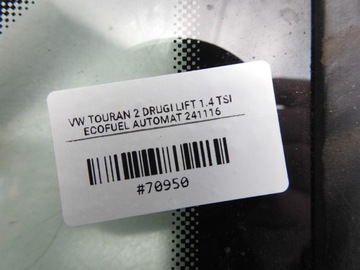 VW TOURAN 2 DRUGI LIFT 1.4 TSI
ECOFUEL AUTOMAT 241116
#70950